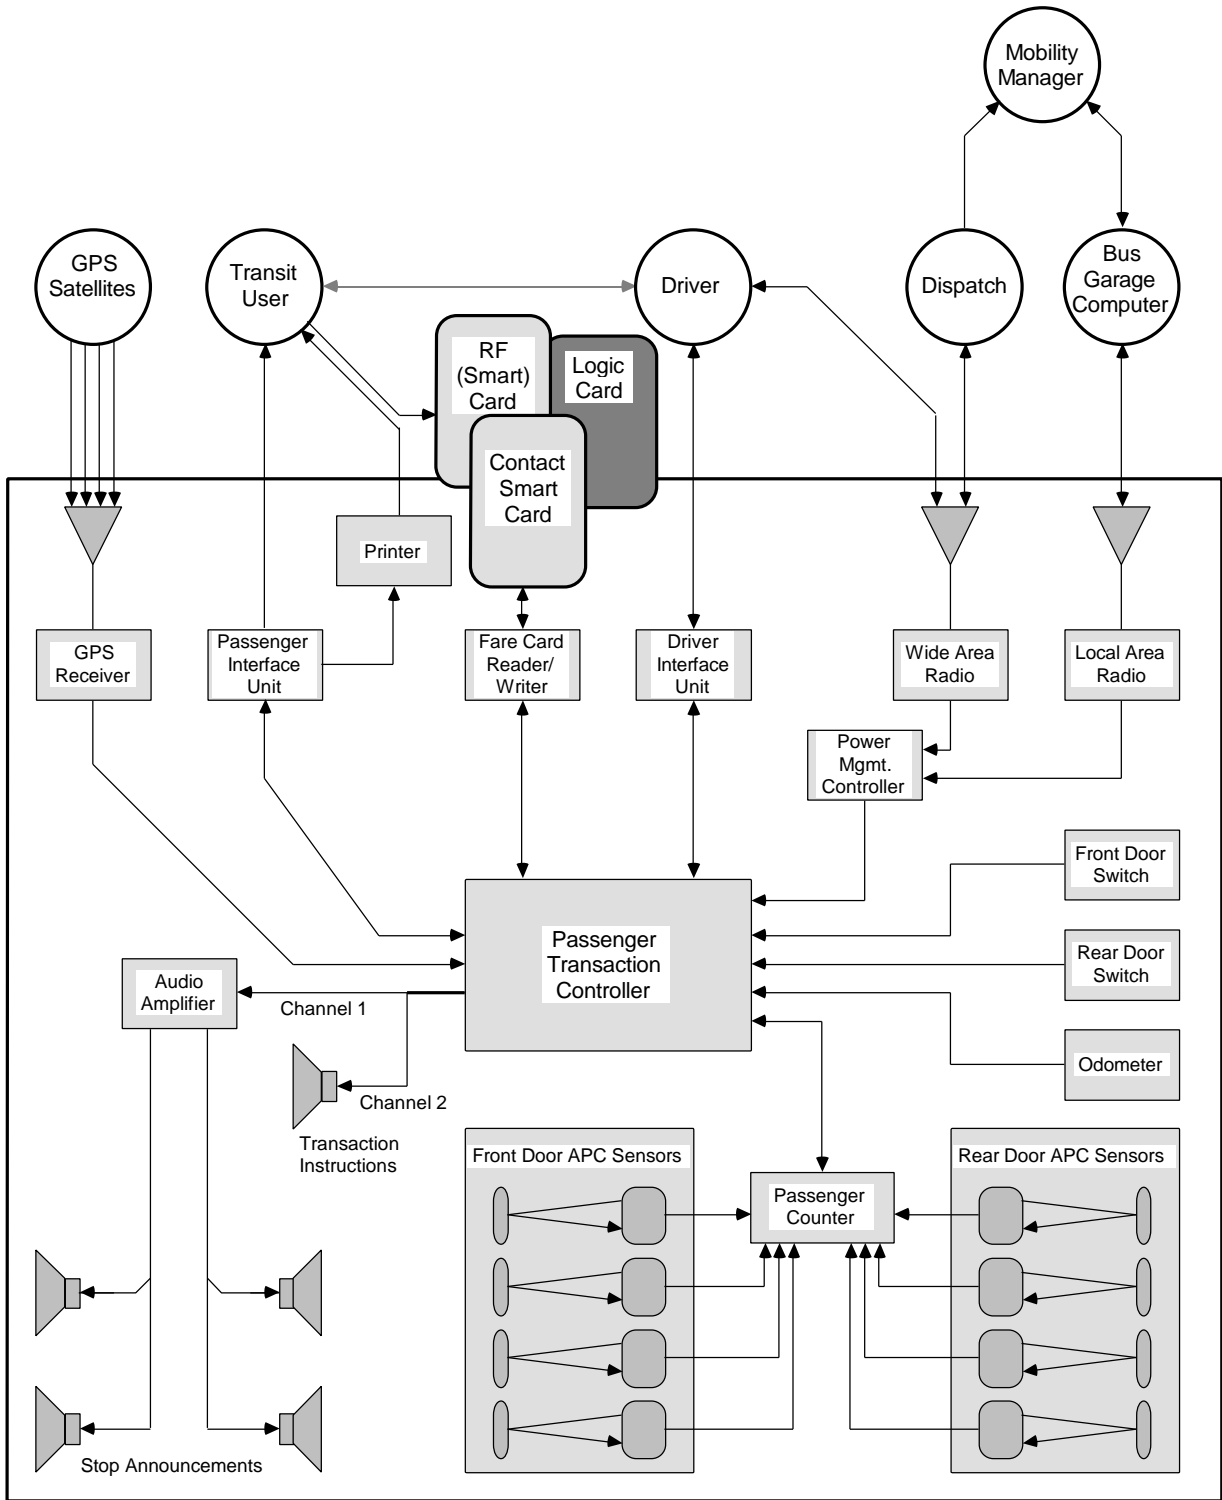 Mobility
Manager
GPS
Satellites
Transit
User
Driver
Dispatch
Bus
Garage
Computer
RF
(Smart)
Card
Logic
Card
Contact
Smart
Card
Printer
GPS
Receiver
Passenger
Interface
Unit
Fare Card
Reader/
Writer
Driver
Interface
Unit
Wide Area
Radio
Local Area
Radio
Power
Mgmt.
Controller
Front Door
Switch
Passenger
Transaction
Controller
Rear Door
Switch
Audio
Amplifier
Channel 1
Odometer
Channel 2
Transaction
Instructions
Front Door APC Sensors
Rear Door APC Sensors
Passenger
Counter
Stop Announcements